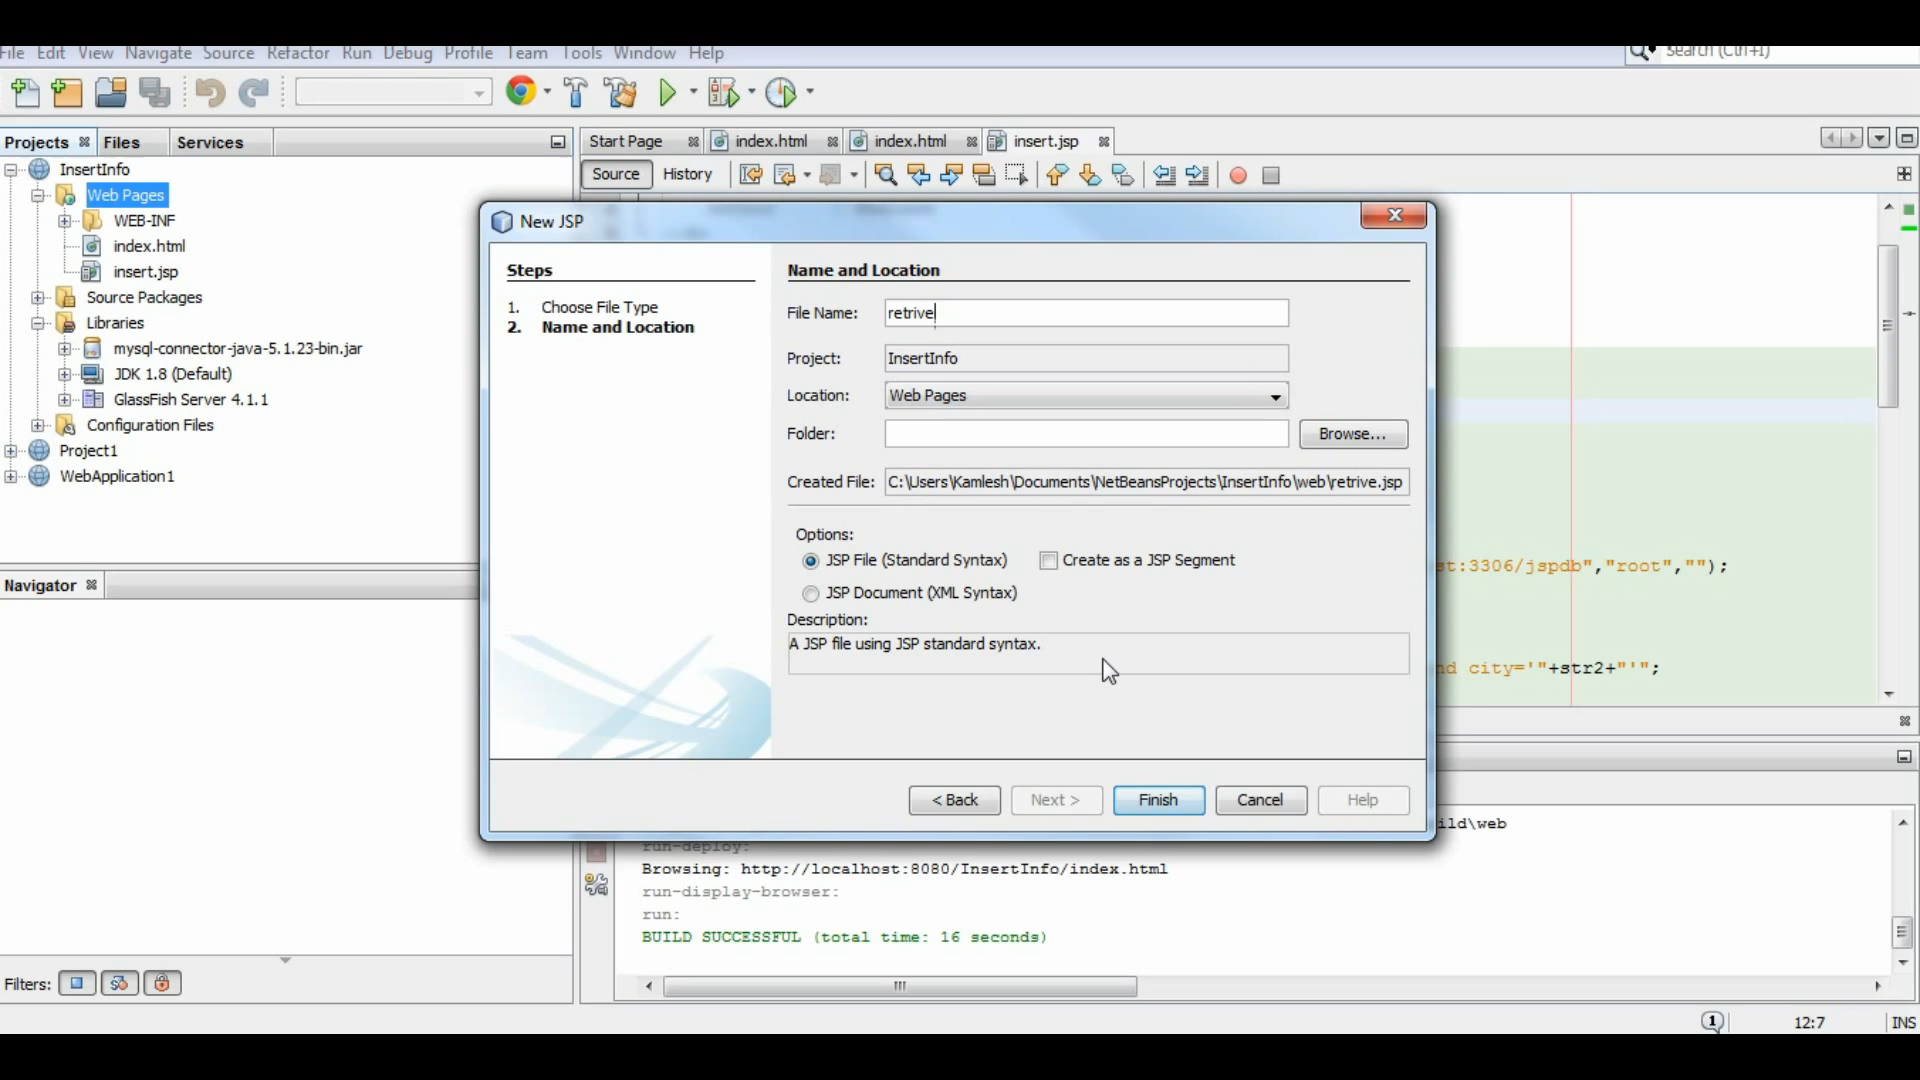 File Edit View Navigate Source Refactor Run Debug Profile Team Tools Window Help
Search (Ctrl+I)
Projects Files Services
Start Page index.html index.html insert.jsp
Source History
InsertInfo
Web Pages
WEB-INF
index.html
insert.jsp
Source Packages
Libraries
mysql-connector-java-5.1.23-bin.jar
JDK 1.8 (Default)
GlassFish Server 4.1.1
Configuration Files
Project1
WebApplication1
Navigator
Filters:
New JSP
Steps
1. Choose File Type
2. Name and Location
Name and Location
File Name: retrive
Project: InsertInfo
Location: Web Pages
Folder: Browse...
Created File: C:\Users\Kamlesh\Documents\NetBeansProjects\InsertInfo\web\retrive.jsp
Options:
JSP File (Standard Syntax) Create as a JSP Segment
JSP Document (XML Syntax)
Description:
A JSP file using JSP standard syntax.
< Back Next > Finish Cancel Help
st:3306/jspdb","root","");
nd city='"+str2+"'";
ild\web
run-deploy:
Browsing: http://localhost:8080/InsertInfo/index.html
run-display-browser:
run:
BUILD SUCCESSFUL (total time: 16 seconds)
1 12:7 INS